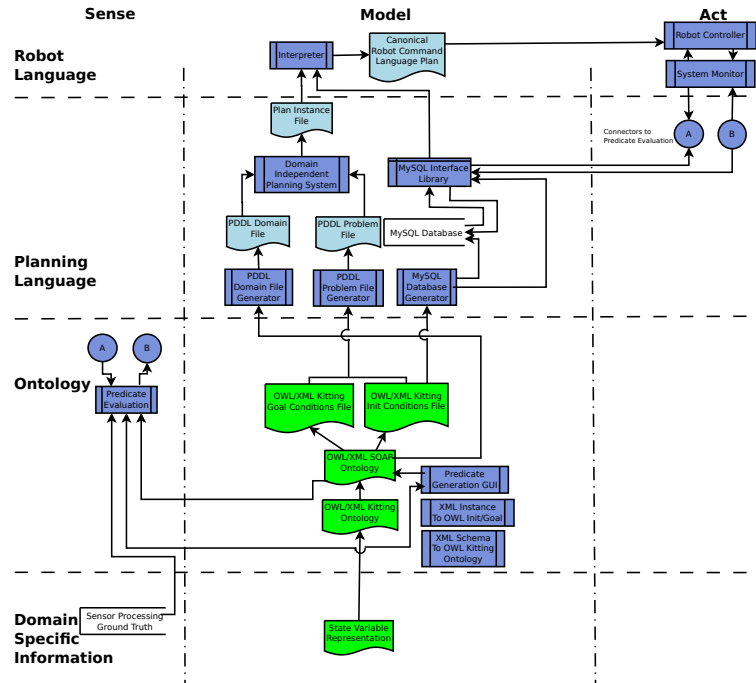 Sense
Model
Act
Robot
Language
Interpreter
Canonical
Robot Command
Language Plan
Robot Controller
System Monitor
Plan Instance
File
Connectors to
Predicate Evaluation
A
B
Domain
Independent
Planning System
MySQL Interface
Library
PDDL Domain
File
PDDL Problem
File
MySQL Database
Planning
Language
PDDL
Domain File
Generator
PDDL
Problem File
Generator
MySQL
Database
Generator
A
B
Ontology
Predicate
Evaluation
OWL/XML Kitting
Goal Conditions File
OWL/XML Kitting
Init Conditions File
OWL/XML SOAP
Ontology
Predicate
Generation GUI
OWL/XML Kitting
Ontology
XML Instance
To OWL Init/Goal
XML Schema
To OWL Kitting
Ontology
Domain
Specific
Information
Sensor Processing
Ground Truth
State Variable
Representation